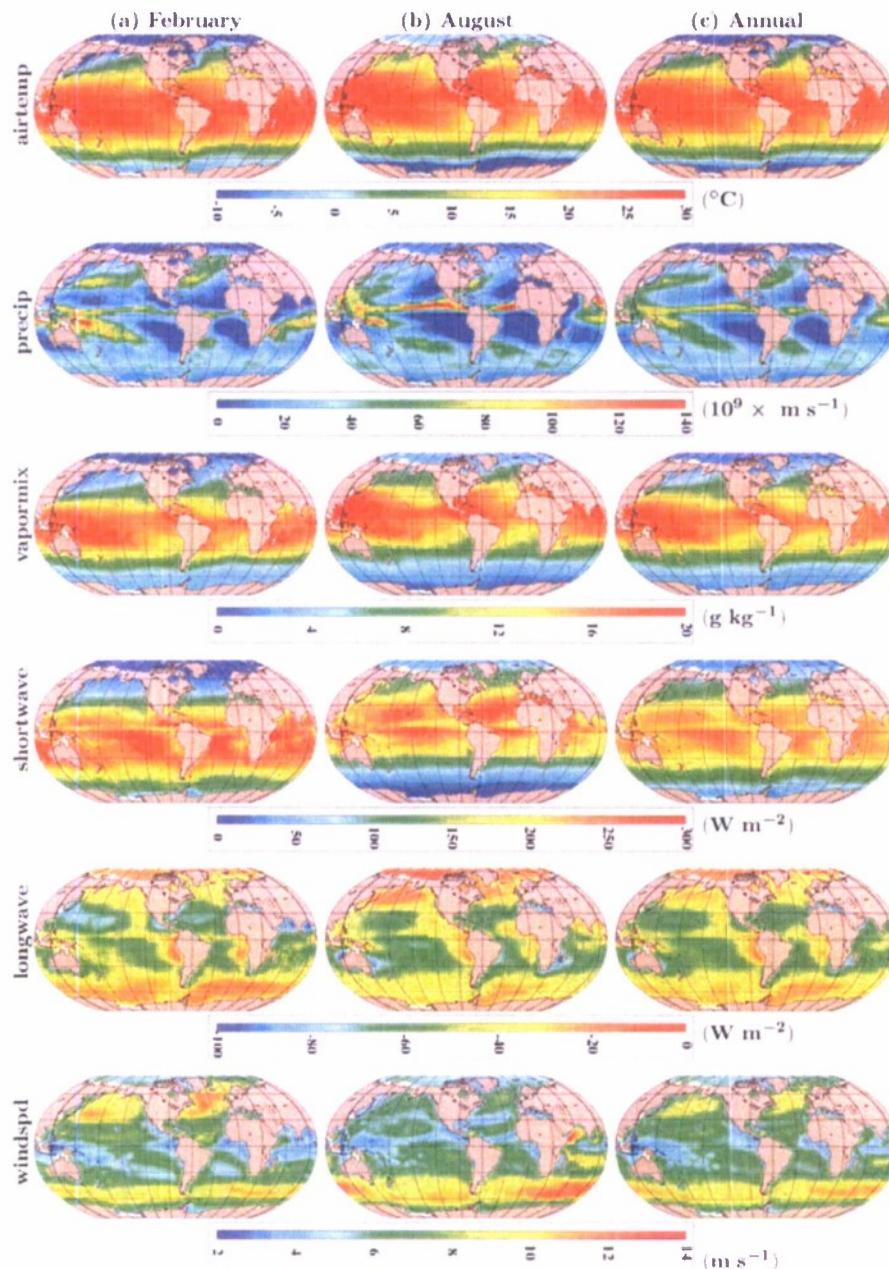 (a) February (b) August (c) Annual
airtemp
-10 -5 0 5 10 15 20 25 30 (°C)
precip
0 20 40 60 80 100 120 140 (10⁹ × m s⁻¹)
vapormix
0 4 8 12 16 20 (g kg⁻¹)
shortwave
0 50 100 150 200 250 300 (W m⁻²)
longwave
-100 -80 -60 -40 -20 0 (W m⁻²)
windspd
2 4 6 8 10 12 14 (m s⁻¹)